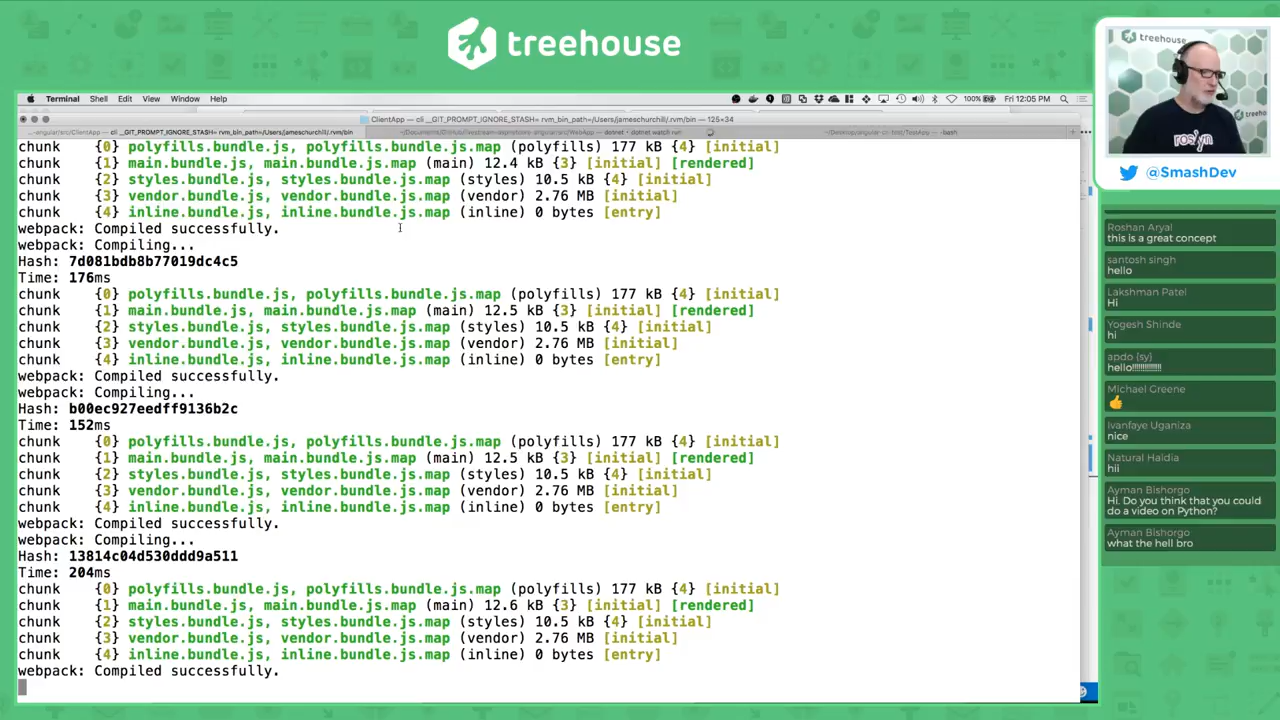 treehouse
Terminal Shell Edit View Window Help
100% Fri 12:05 PM
ClientApp — cli __GIT_PROMPT_IGNORE_STASH= rvm_bin_path=/Users/jameschurchill/.rvm/bin — 125×34
chunk {0} polyfills.bundle.js, polyfills.bundle.js.map (polyfills) 177 kB {4} [initial]
chunk {1} main.bundle.js, main.bundle.js.map (main) 12.4 kB {3} [initial] [rendered]
chunk {2} styles.bundle.js, styles.bundle.js.map (styles) 10.5 kB {4} [initial]
chunk {3} vendor.bundle.js, vendor.bundle.js.map (vendor) 2.76 MB [initial]
chunk {4} inline.bundle.js, inline.bundle.js.map (inline) 0 bytes [entry]
webpack: Compiled successfully.
webpack: Compiling...
Hash: 7d081bdb8b77019dc4c5
Time: 176ms
chunk {0} polyfills.bundle.js, polyfills.bundle.js.map (polyfills) 177 kB {4} [initial]
chunk {1} main.bundle.js, main.bundle.js.map (main) 12.5 kB {3} [initial] [rendered]
chunk {2} styles.bundle.js, styles.bundle.js.map (styles) 10.5 kB {4} [initial]
chunk {3} vendor.bundle.js, vendor.bundle.js.map (vendor) 2.76 MB [initial]
chunk {4} inline.bundle.js, inline.bundle.js.map (inline) 0 bytes [entry]
webpack: Compiled successfully.
webpack: Compiling...
Hash: b00ec927eedff9136b2c
Time: 152ms
chunk {0} polyfills.bundle.js, polyfills.bundle.js.map (polyfills) 177 kB {4} [initial]
chunk {1} main.bundle.js, main.bundle.js.map (main) 12.5 kB {3} [initial] [rendered]
chunk {2} styles.bundle.js, styles.bundle.js.map (styles) 10.5 kB {4} [initial]
chunk {3} vendor.bundle.js, vendor.bundle.js.map (vendor) 2.76 MB [initial]
chunk {4} inline.bundle.js, inline.bundle.js.map (inline) 0 bytes [entry]
webpack: Compiled successfully.
webpack: Compiling...
Hash: 13814c04d530ddd9a511
Time: 204ms
chunk {0} polyfills.bundle.js, polyfills.bundle.js.map (polyfills) 177 kB {4} [initial]
chunk {1} main.bundle.js, main.bundle.js.map (main) 12.6 kB {3} [initial] [rendered]
chunk {2} styles.bundle.js, styles.bundle.js.map (styles) 10.5 kB {4} [initial]
chunk {3} vendor.bundle.js, vendor.bundle.js.map (vendor) 2.76 MB [initial]
chunk {4} inline.bundle.js, inline.bundle.js.map (inline) 0 bytes [entry]
webpack: Compiled successfully.
treehouse
roslyn
@SmashDev
Roshan Aryal
this is a great concept
santosh singh
hello
Lakshman Patel
Hi
Yogesh Shinde
hi
apdo {sy}
hello!!!!!!!!!!!!!
Michael Greene
Ivanfaye Uganiza
nice
Natural Haldia
hii
Ayman Bishorgo
Hi. Do you think that you could
do a video on Python?
Ayman Bishorgo
what the hell bro